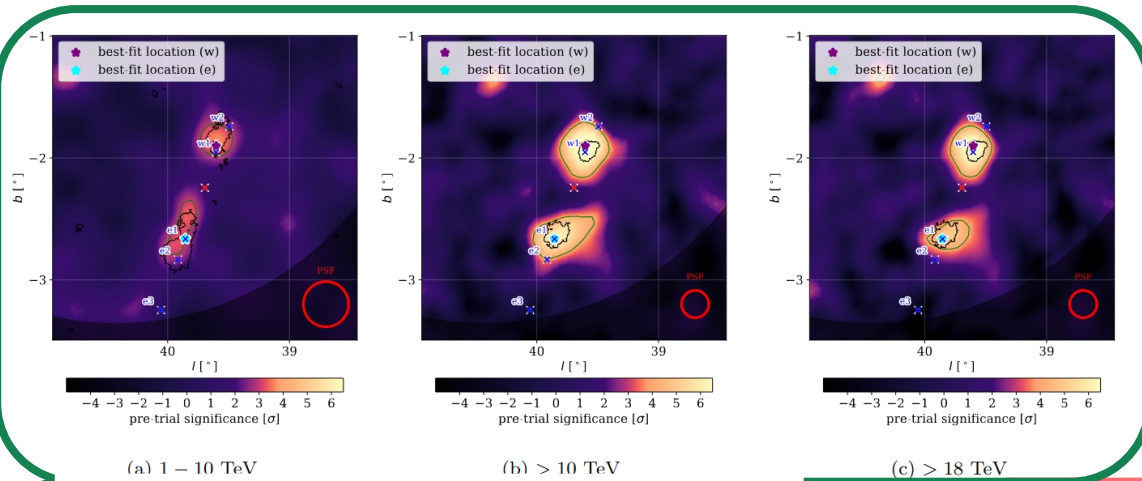 best-fit location (w)
best-fit location (e)
w2
w1
e1
e2
e3
PSF
−1
−2
−3
b [°]
40
39
l [°]
−4 −3 −2 −1 0 1 2 3 4 5 6
pre-trial significance [σ]
(a) 1 − 10 TeV
best-fit location (w)
best-fit location (e)
w2
w1
e1
e2
e3
PSF
−1
−2
−3
b [°]
40
39
l [°]
−4 −3 −2 −1 0 1 2 3 4 5 6
pre-trial significance [σ]
(b) > 10 TeV
best-fit location (w)
best-fit location (e)
w2
w1
e1
e2
e3
PSF
−1
−2
−3
b [°]
40
39
l [°]
−4 −3 −2 −1 0 1 2 3 4 5 6
pre-trial significance [σ]
(c) > 18 TeV